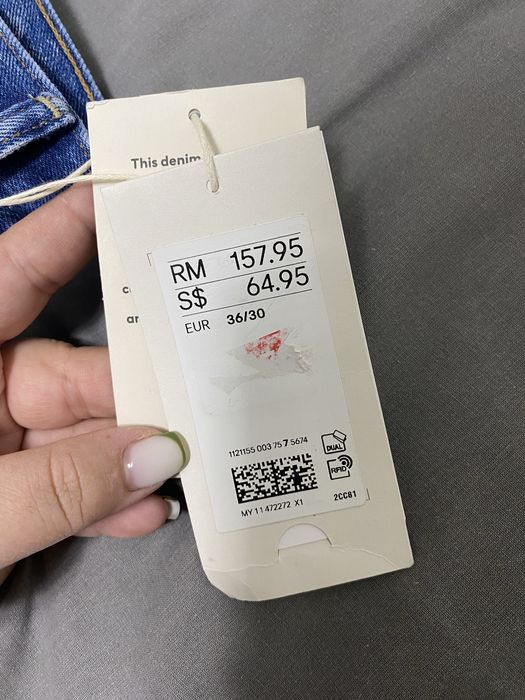 This denim
c
ar
RM 157.95
S$ 64.95
EUR 36/30
1121155 003 75 7 5674
DUAL
RFID
MY 11 472272 X1
2CC81